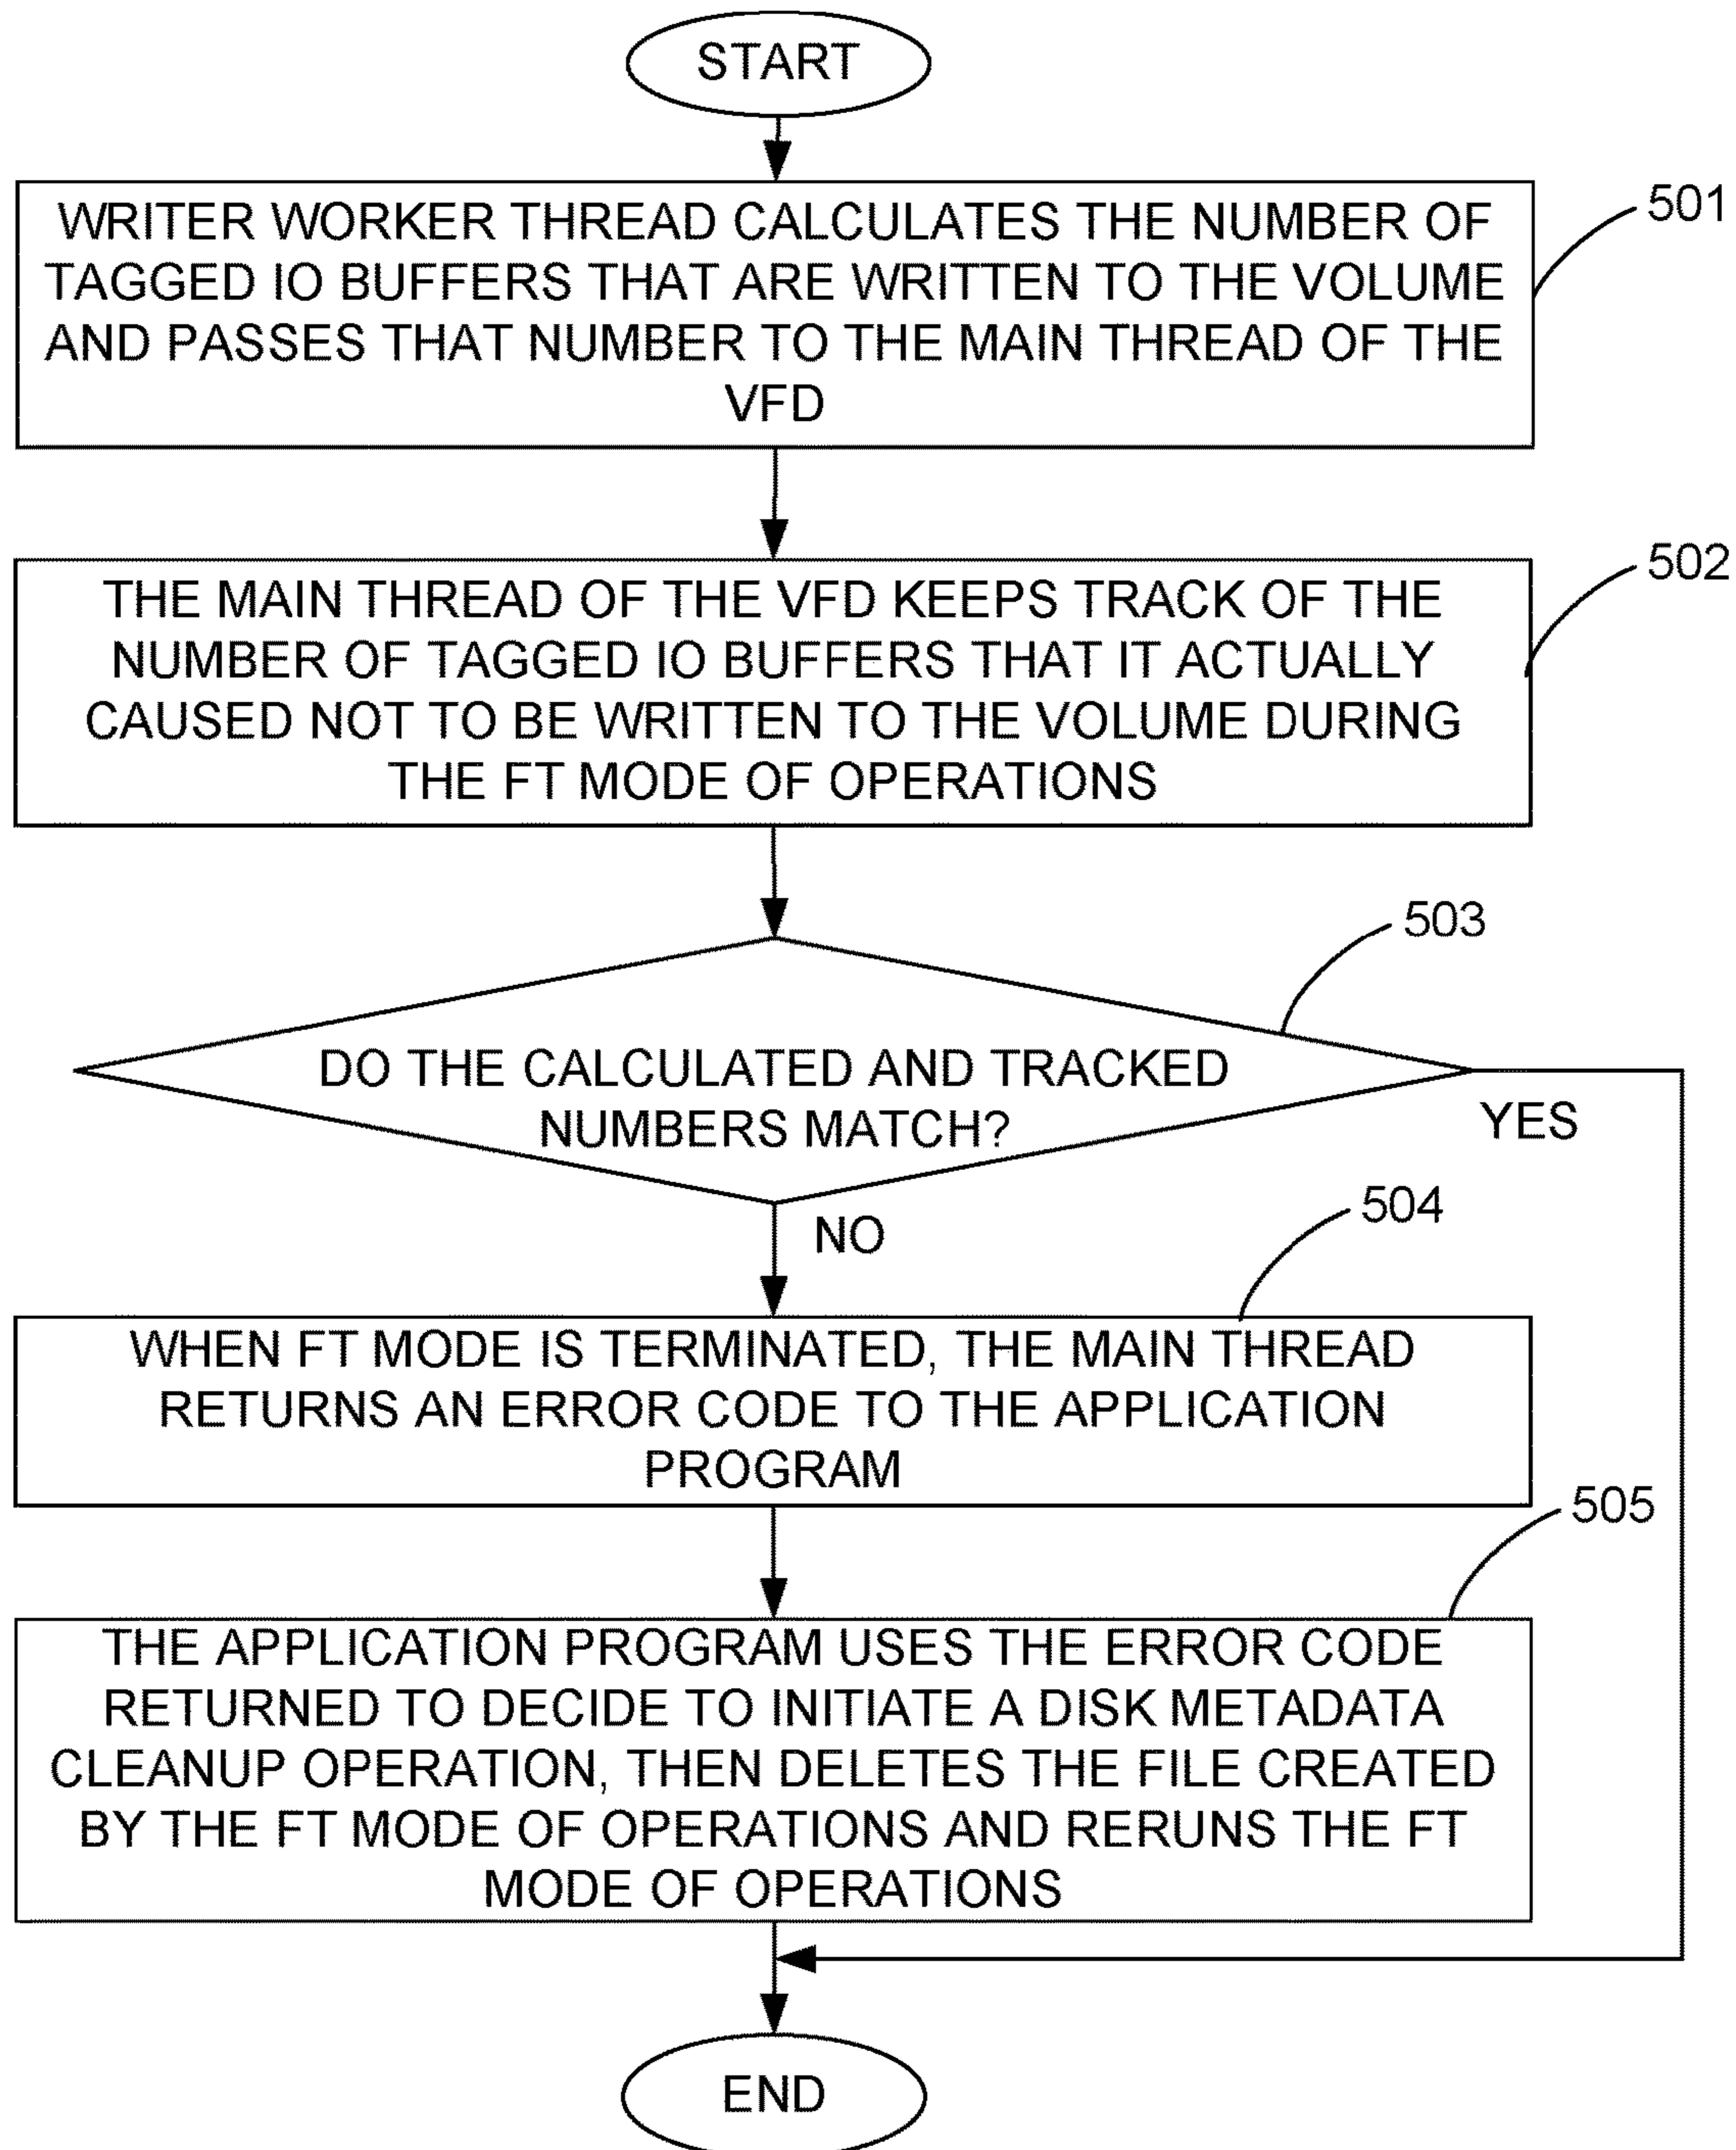 START
501
WRITER WORKER THREAD CALCULATES THE NUMBER OF
TAGGED IO BUFFERS THAT ARE WRITTEN TO THE VOLUME
AND PASSES THAT NUMBER TO THE MAIN THREAD OF THE
VFD
502
THE MAIN THREAD OF THE VFD KEEPS TRACK OF THE
NUMBER OF TAGGED IO BUFFERS THAT IT ACTUALLY
CAUSED NOT TO BE WRITTEN TO THE VOLUME DURING
THE FT MODE OF OPERATIONS
503
DO THE CALCULATED AND TRACKED
NUMBERS MATCH?
YES
NO
504
WHEN FT MODE IS TERMINATED, THE MAIN THREAD
RETURNS AN ERROR CODE TO THE APPLICATION
PROGRAM
505
THE APPLICATION PROGRAM USES THE ERROR CODE
RETURNED TO DECIDE TO INITIATE A DISK METADATA
CLEANUP OPERATION, THEN DELETES THE FILE CREATED
BY THE FT MODE OF OPERATIONS AND RERUNS THE FT
MODE OF OPERATIONS
END